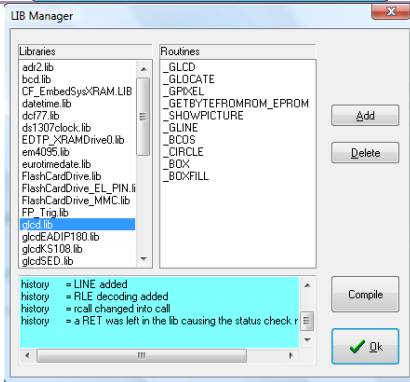 LIB Manager
Libraries
adr2.lib
bcd.lib
CF_EmbedSysXRAM.LIB
datetime.lib
dcf77.lib
ds1307clock.lib
EDTP_XRAMDrive0.lib
em4095.lib
eurotimedate.lib
FlashCardDrive.lib
FlashCardDrive_EL_PIN.li
FlashCardDrive_MMC.lib
FP_Trig.lib
glcd.lib
glcdEADIP180.lib
glcdKS108.lib
glcdSED.lib
Routines
_GLCD
_GLOCATE
_GPIXEL
_GETBYTEFROMROM_EPROM
_SHOWPICTURE
_GLINE
_BCOS
_CIRCLE
_BOX
_BOXFILL
Add
Delete
history = LINE added
history = RLE decoding added
history = rcall changed into call
history = a RET was left in the lib causing the status check r
Compile
Ok